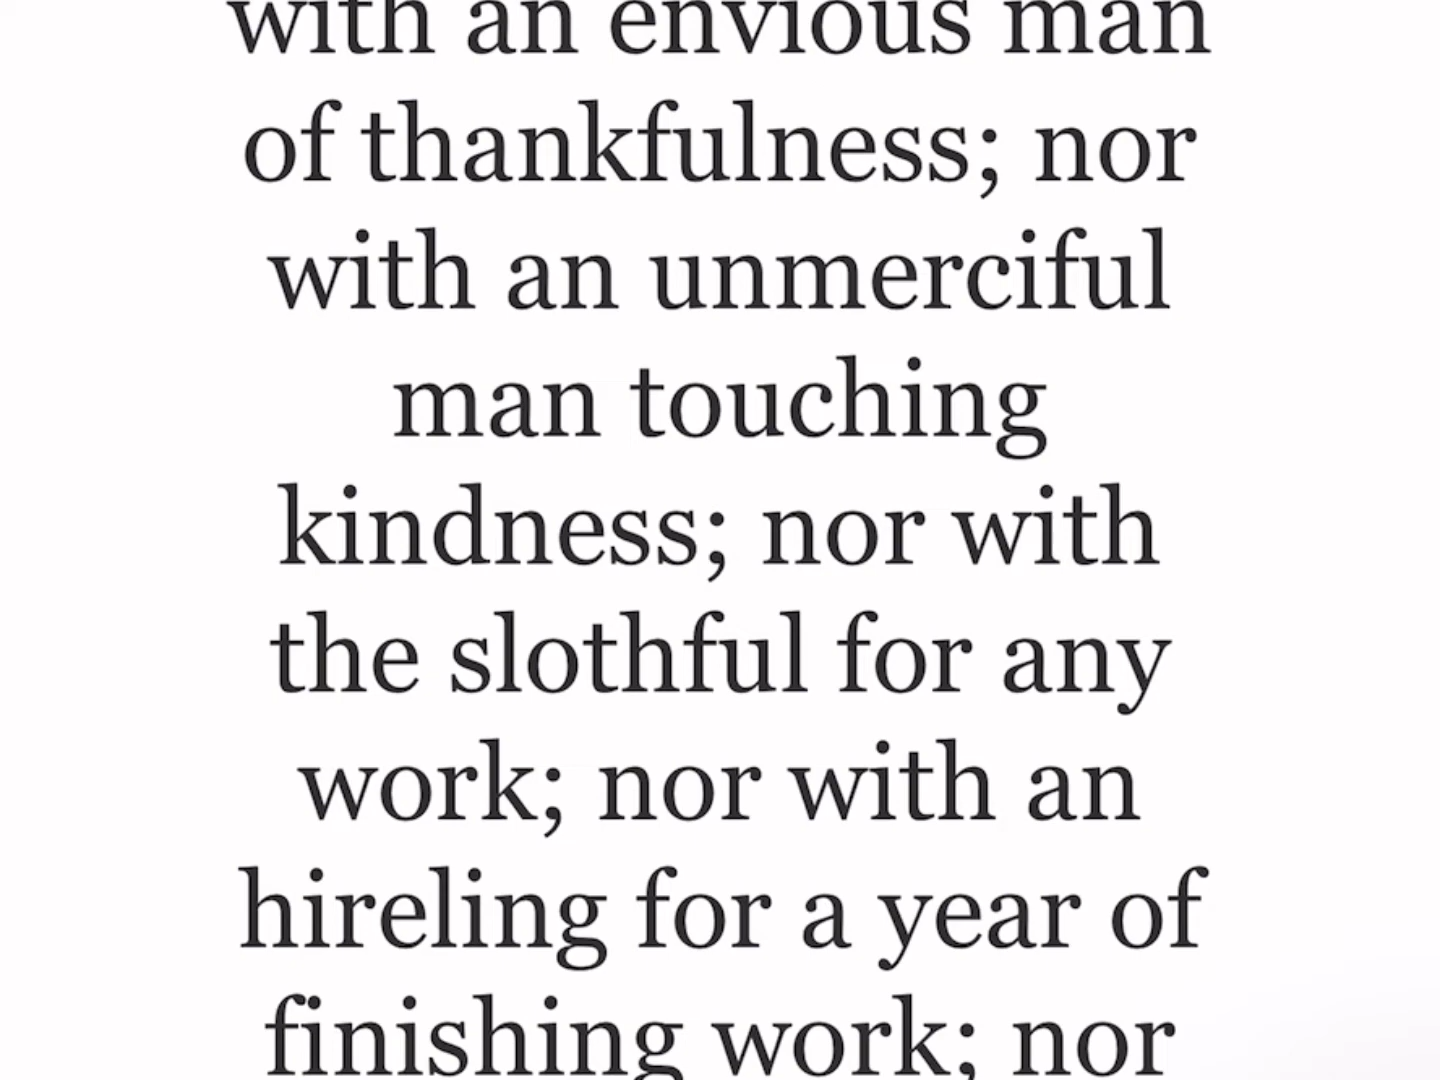 with an envious man
of thankfulness; nor
with an unmerciful
man touching
kindness; nor with
the slothful for any
work; nor with an
hireling for a year of
finishing work; nor